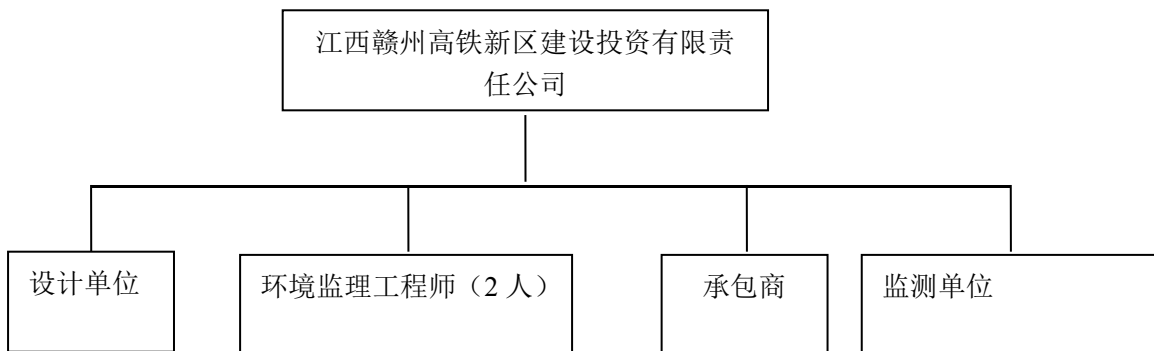 江西赣州高铁新区建设投资有限责
任公司
设计单位
环境监理工程师（2 人）
承包商
监测单位